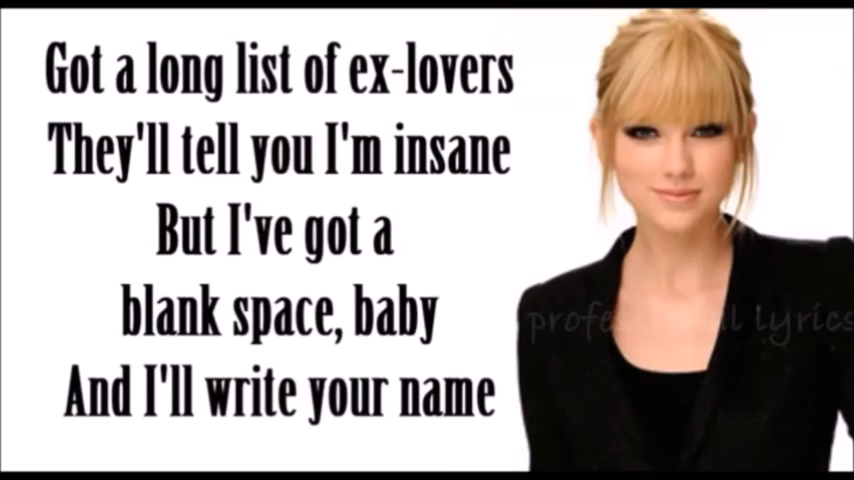 Got a long list of ex-lovers
They'll tell you I'm insane
But I've got a
blank space, baby
And I'll write your name
lyrics